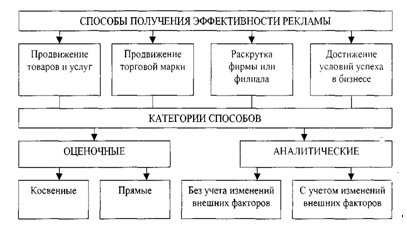 СПОСОБЫ ПОЛУЧЕНИЯ ЭФФЕКТИВНОСТИ РЕКЛАМЫ
Продвижение
товаров и услуг
Продвижение
торговой марки
Раскрутка
фирмы или
филиала
Достижение
условий успеха
в бизнесе
КАТЕГОРИИ СПОСОБОВ
ОЦЕНОЧНЫЕ
АНАЛИТИЧЕСКИЕ
Косвенные
Прямые
Без учета изменений
внешних факторов
С учетом изменений
внешних факторов